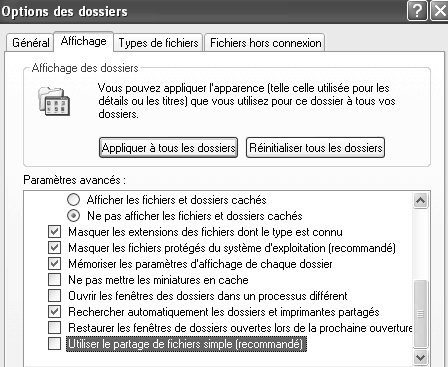 Options des dossiers
Général Affichage Types de fichiers Fichiers hors connexion
Affichage des dossiers
Vous pouvez appliquer l'apparence (telle celle utilisée pour les
détails ou les titres) que vous utilisez pour ce dossier à tous vos
dossiers.
Appliquer à tous les dossiers Réinitialiser tous les dossiers
Paramètres avancés :
Afficher les fichiers et dossiers cachés
Ne pas afficher les fichiers et dossiers cachés
Masquer les extensions des fichiers dont le type est connu
Masquer les fichiers protégés du système d'exploitation (recommandé)
Mémoriser les paramètres d'affichage de chaque dossier
Ne pas mettre les miniatures en cache
Ouvrir les fenêtres des dossiers dans un processus différent
Rechercher automatiquement les dossiers et imprimantes partagés
Restaurer les fenêtres de dossiers ouvertes lors de la prochaine ouverture
Utiliser le partage de fichiers simple (recommandé)